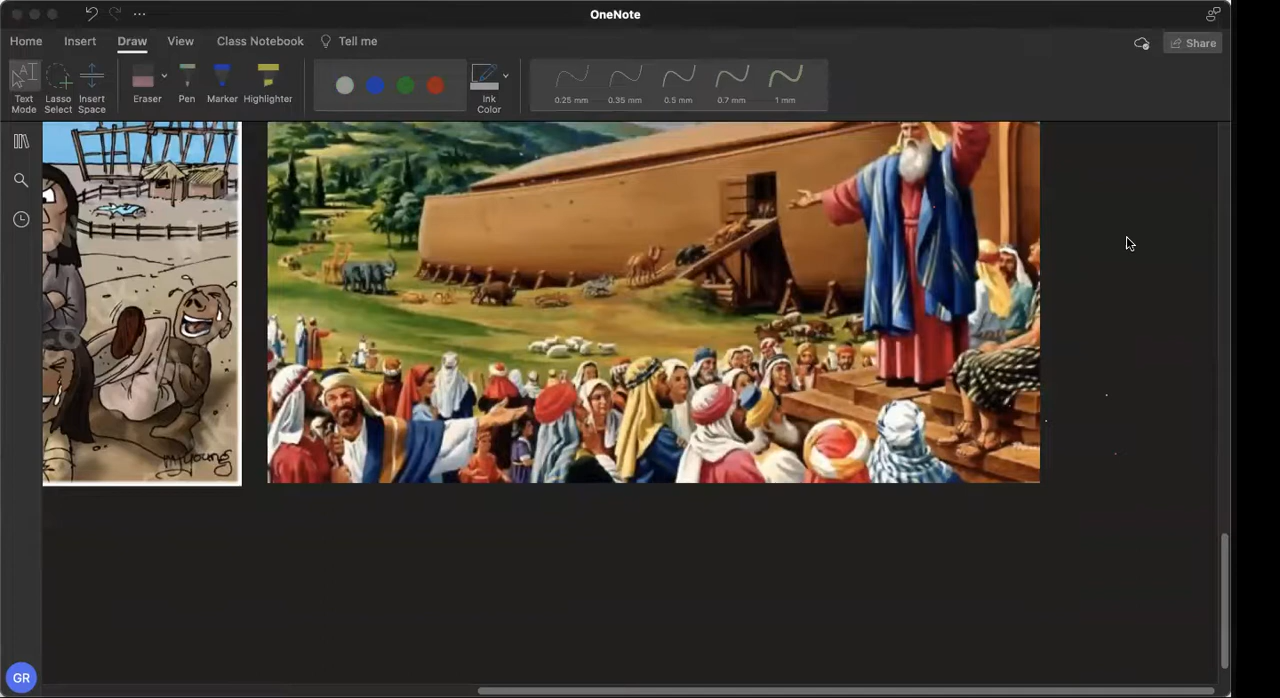 OneNote
Home Insert Draw View Class Notebook Tell me
Share
Text Mode
Lasso Select
Insert Space
Eraser
Pen
Marker
Highlighter
Ink Color
0.25 mm
0.35 mm
0.5 mm
0.7 mm
1 mm
GR